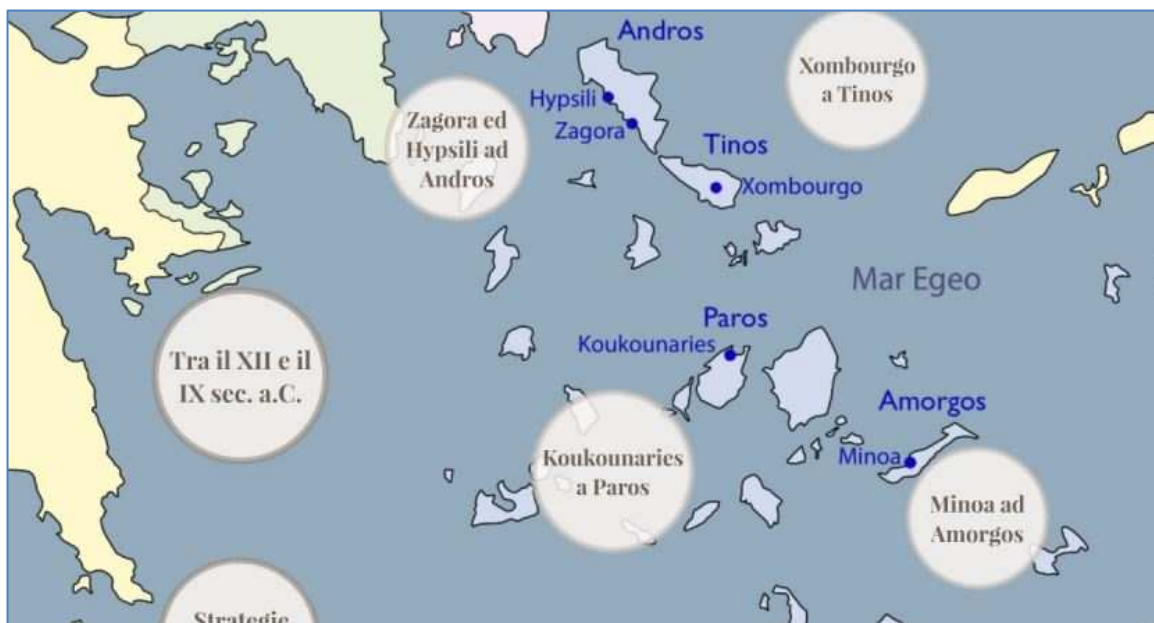 Andros
Xombourgo
a Tinos
Hypsili
Zagora ed
Hypsili ad
Andros
Zagora
Tinos
Xombourgo
Mar Egeo
Paros
Koukounaries
Tra il XII e il
IX sec. a.C.
Amorgos
Minoa
Koukounaries
a Paros
Minoa ad
Amorgos
Strategie